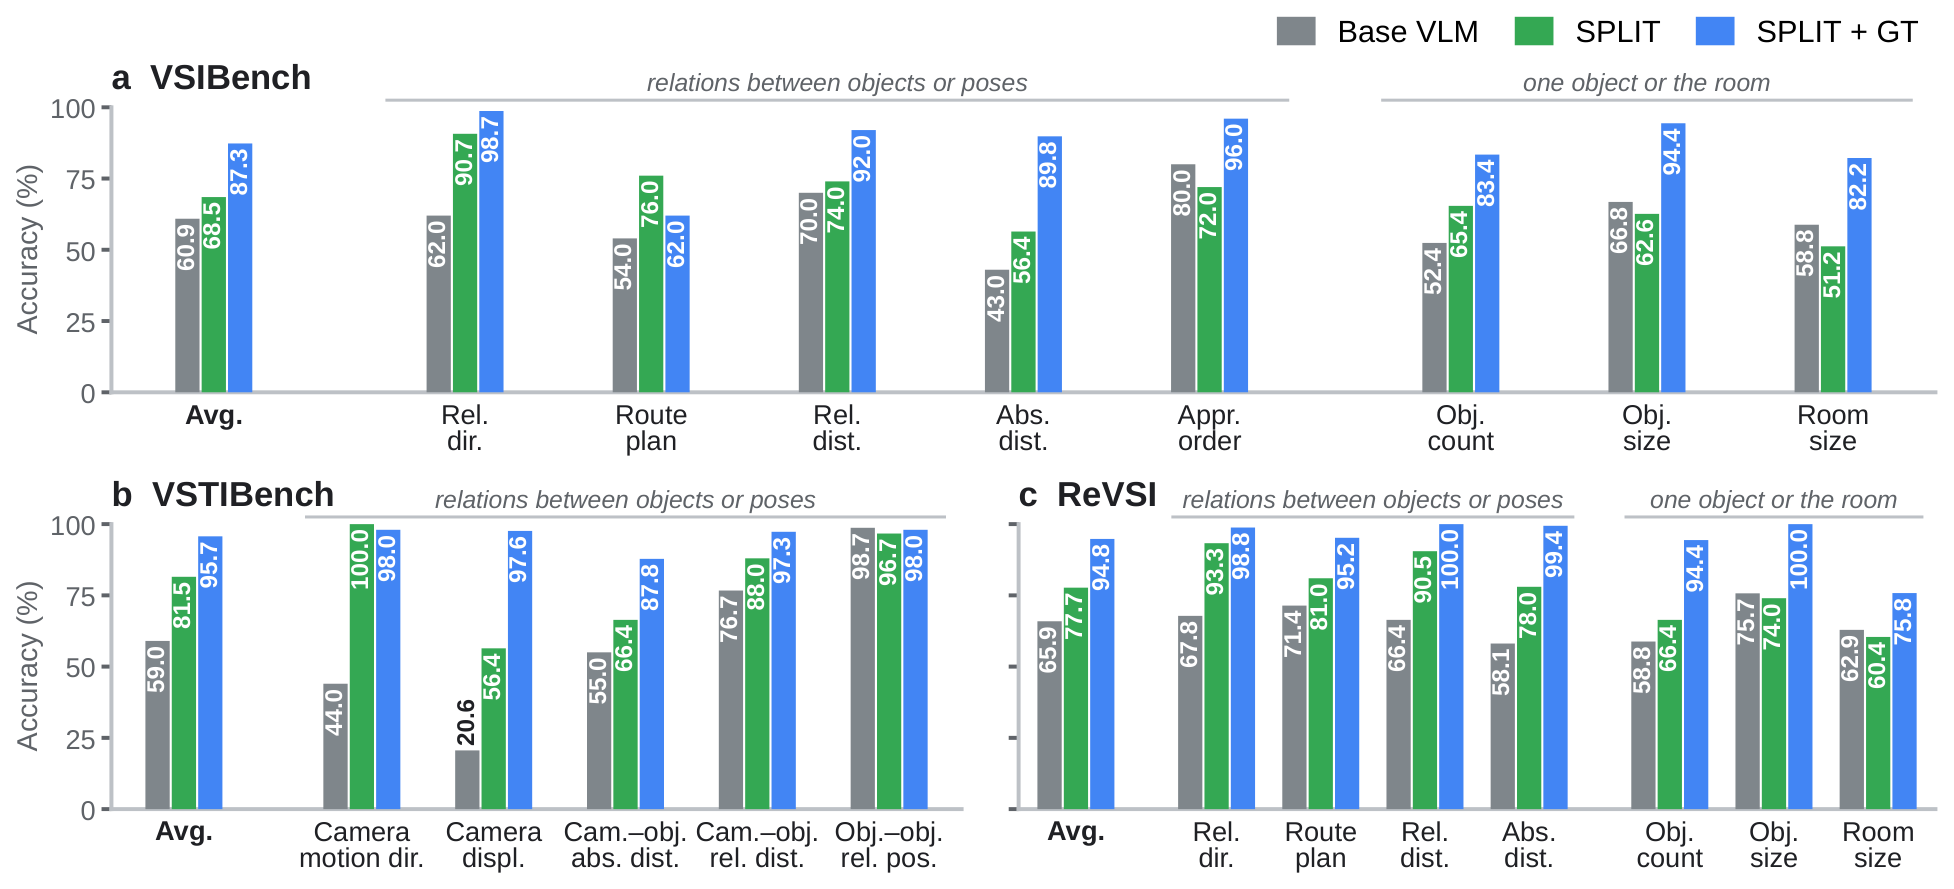 Base VLM SPLIT SPLIT + GT
a VSIBench
relations between objects or poses
one object or the room
Accuracy (%)
100
75
50
25
0
60.9 68.5 87.3
62.0 90.7 98.7
54.0 76.0 62.0
70.0 74.0 92.0
43.0 56.4 89.8
80.0 72.0 96.0
52.4 65.4 83.4
66.8 62.6 94.4
58.8 51.2 82.2
Avg.
Rel.
dir.
Route
plan
Rel.
dist.
Abs.
dist.
Appr.
order
Obj.
count
Obj.
size
Room
size
b VSTIBench
relations between objects or poses
Accuracy (%)
100
75
50
25
0
59.0 81.5 95.7
44.0 100.0 98.0
20.6 56.4 97.6
55.0 66.4 87.8
76.7 88.0 97.3
98.7 96.7 98.0
Avg.
Camera
motion dir.
Camera
displ.
Cam.–obj.
abs. dist.
Cam.–obj.
rel. dist.
Obj.–obj.
rel. pos.
c ReVSI
relations between objects or poses
one object or the room
65.9 77.7 94.8
67.8 93.3 98.8
71.4 81.0 95.2
66.4 90.5 100.0
58.1 78.0 99.4
58.8 66.4 94.4
75.7 74.0 100.0
62.9 60.4 75.8
Avg.
Rel.
dir.
Route
plan
Rel.
dist.
Abs.
dist.
Obj.
count
Obj.
size
Room
size